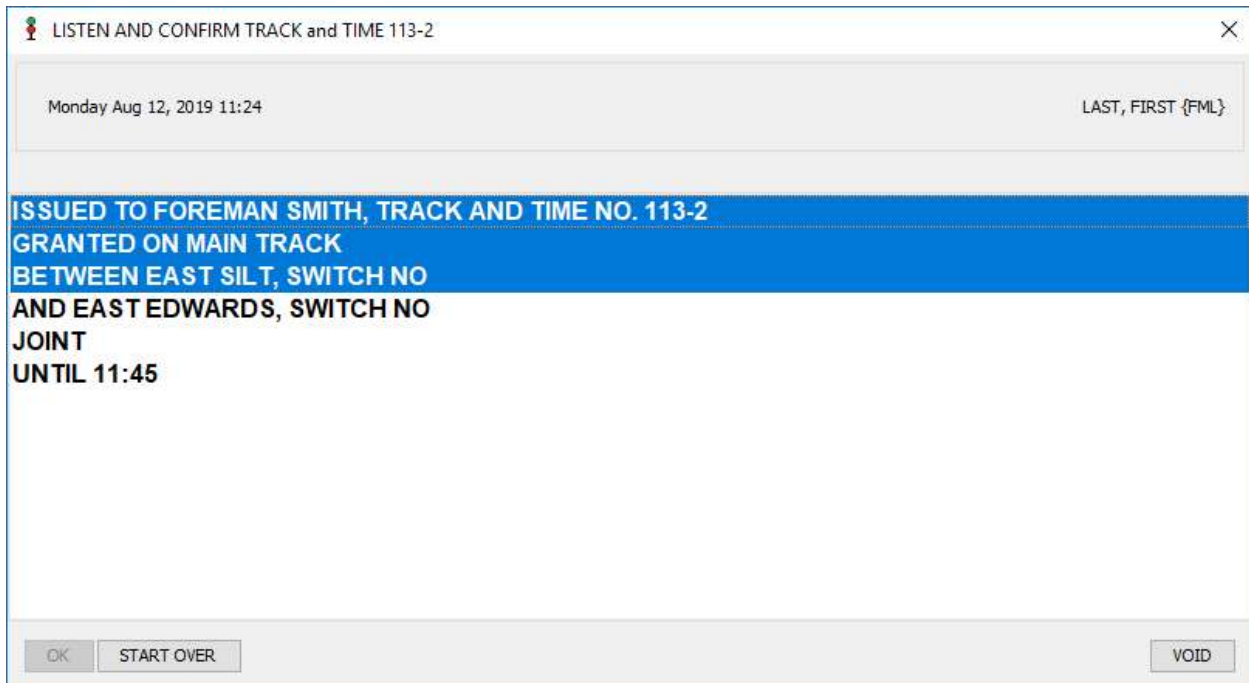 LISTEN AND CONFIRM TRACK and TIME 113-2
Monday Aug 12, 2019 11:24
LAST, FIRST {FML}
ISSUED TO FOREMAN SMITH, TRACK AND TIME NO. 113-2
GRANTED ON MAIN TRACK
BETWEEN EAST SILT, SWITCH NO
AND EAST EDWARDS, SWITCH NO
JOINT
UNTIL 11:45
OK
START OVER
VOID